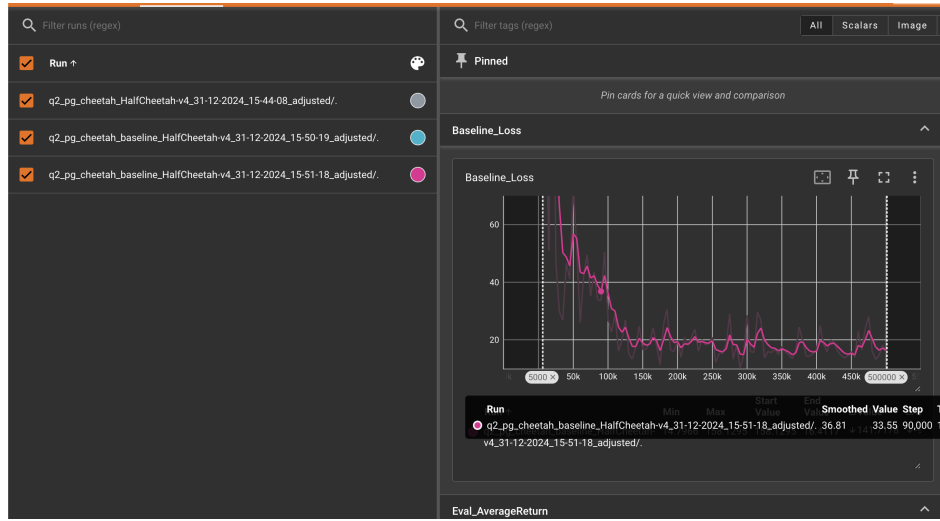 Filter runs (regex)
Run ↑
q2_pg_cheetah_HalfCheetah-v4_31-12-2024_15-44-08_adjusted/.
q2_pg_cheetah_baseline_HalfCheetah-v4_31-12-2024_15-50-19_adjusted/.
q2_pg_cheetah_baseline_HalfCheetah-v4_31-12-2024_15-51-18_adjusted/.
Filter tags (regex)
All Scalars Image
Pinned
Pin cards for a quick view and comparison
Baseline_Loss
Baseline_Loss
60
40
20
5000 × 50k 100k 150k 200k 250k 300k 350k 400k 450k 500000 ×
Start End
Run Min Max Value Smoothed Value Step
q2_pg_cheetah_baseline_HalfCheetah-v4_31-12-2024_15-51-18_adjusted/. 36.81 33.55 90,000
v4_31-12-2024_15-51-18_adjusted/.
Eval_AverageReturn